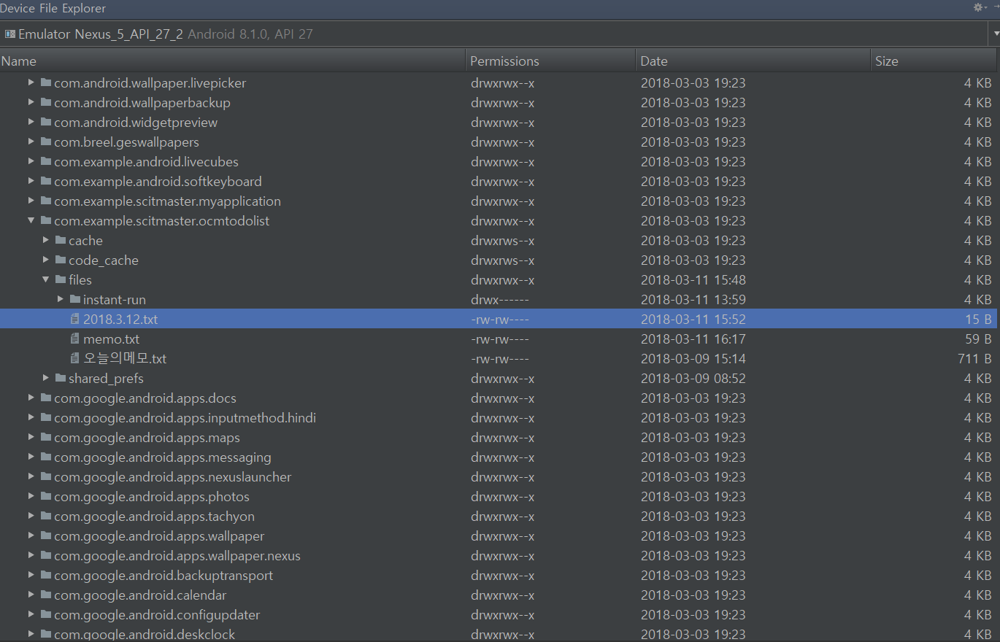 Device File Explorer
Emulator Nexus_5_API_27_2 Android 8.1.0, API 27
Name Permissions Date Size
com.android.wallpaper.livepicker drwxrwx--x 2018-03-03 19:23 4 KB
com.android.wallpaperbackup drwxrwx--x 2018-03-03 19:23 4 KB
com.android.widgetpreview drwxrwx--x 2018-03-03 19:23 4 KB
com.breel.geswallpapers drwxrwx--x 2018-03-03 19:23 4 KB
com.example.android.livecubes drwxrwx--x 2018-03-03 19:23 4 KB
com.example.android.softkeyboard drwxrwx--x 2018-03-03 19:23 4 KB
com.example.scitmaster.myapplication drwxrwx--x 2018-03-03 19:23 4 KB
com.example.scitmaster.ocmtodolist drwxrwx--x 2018-03-03 19:23 4 KB
cache drwxrws--x 2018-03-03 19:23 4 KB
code_cache drwxrws--x 2018-03-03 19:23 4 KB
files drwxrwx--x 2018-03-11 15:48 4 KB
instant-run drwx------ 2018-03-11 13:59 4 KB
2018.3.12.txt -rw-rw---- 2018-03-11 15:52 15 B
memo.txt -rw-rw---- 2018-03-11 16:17 59 B
오늘의메모.txt -rw-rw---- 2018-03-09 15:14 711 B
shared_prefs drwxrwx--x 2018-03-09 08:52 4 KB
com.google.android.apps.docs drwxrwx--x 2018-03-03 19:23 4 KB
com.google.android.apps.inputmethod.hindi drwxrwx--x 2018-03-03 19:23 4 KB
com.google.android.apps.maps drwxrwx--x 2018-03-03 19:23 4 KB
com.google.android.apps.messaging drwxrwx--x 2018-03-03 19:23 4 KB
com.google.android.apps.nexuslauncher drwxrwx--x 2018-03-03 19:23 4 KB
com.google.android.apps.photos drwxrwx--x 2018-03-03 19:23 4 KB
com.google.android.apps.tachyon drwxrwx--x 2018-03-03 19:23 4 KB
com.google.android.apps.wallpaper drwxrwx--x 2018-03-03 19:23 4 KB
com.google.android.apps.wallpaper.nexus drwxrwx--x 2018-03-03 19:23 4 KB
com.google.android.backuptransport drwxrwx--x 2018-03-03 19:23 4 KB
com.google.android.calendar drwxrwx--x 2018-03-03 19:23 4 KB
com.google.android.configupdater drwxrwx--x 2018-03-03 19:23 4 KB
com.google.android.deskclock drwxrwx--x 2018-03-03 19:23 4 KB